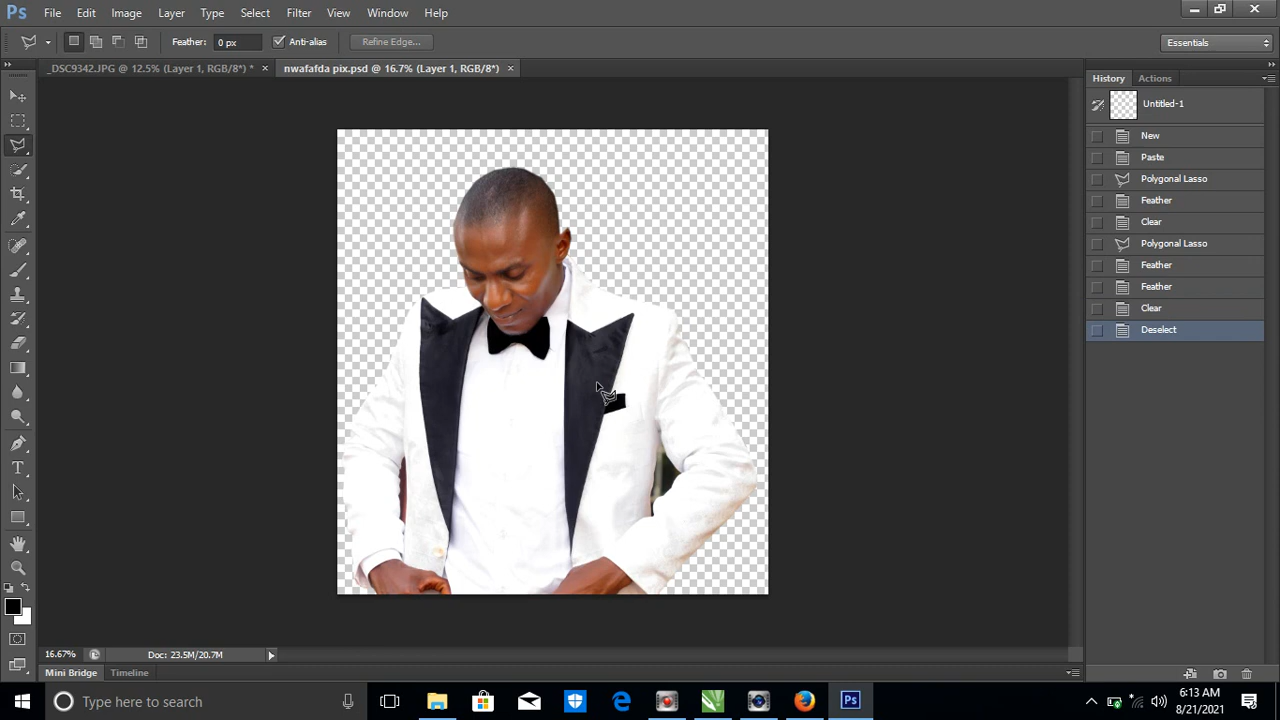 Ps File Edit Image Layer Type Select Filter View Window Help
Feather: 0 px Anti-alias Refine Edge... Essentials
_DSC9342.JPG @ 12.5% (Layer 1, RGB/8*) * × nwafafda pix.psd @ 16.7% (Layer 1, RGB/8*) ×
History Actions
Untitled-1
New
Paste
Polygonal Lasso
Feather
Clear
Polygonal Lasso
Feather
Feather
Clear
Deselect
16.67% Doc: 23.5M/20.7M
Mini Bridge Timeline
Type here to search
6:13 AM
8/21/2021